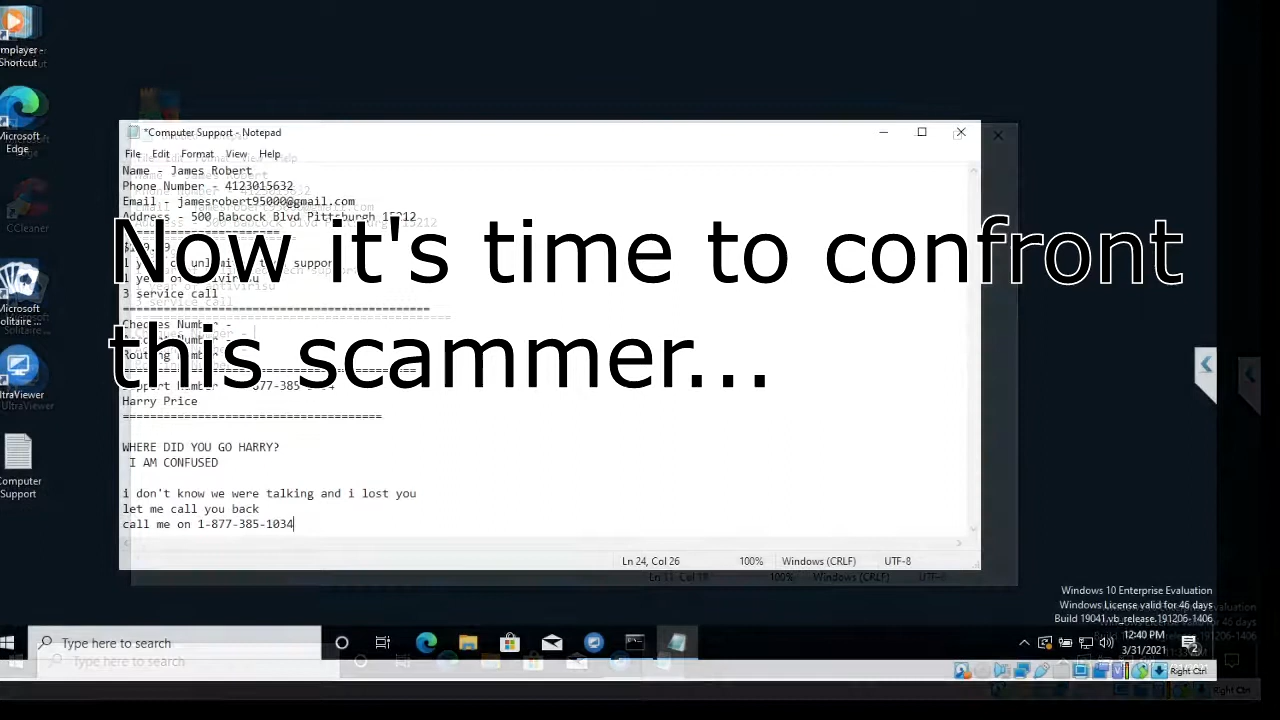 mplayer -
Shortcut
Microsoft
Edge
CCleaner
Microsoft
Solitaire ...
UltraViewer
Computer
Support
*Computer Support - Notepad
File Edit Format View Help
Name - James Robert
Phone Number - 4123015632
Email - jamesrobert95000@gmail.com
Address - 500 Babcock Blvd Pittsburgh 15212
Now it's time to confront
this scammer...
3 service call
Harry Price
WHERE DID YOU GO HARRY?
I AM CONFUSED
i don't know we were talking and i lost you
let me call you back
call me on 1-877-385-1034
Ln 24, Col 26 100% Windows (CRLF) UTF-8
Windows 10 Enterprise Evaluation
Windows License valid for 46 days
Build 19041.vb_release.191206-1406
Type here to search
12:40 PM
3/31/2021
2
Right Ctrl